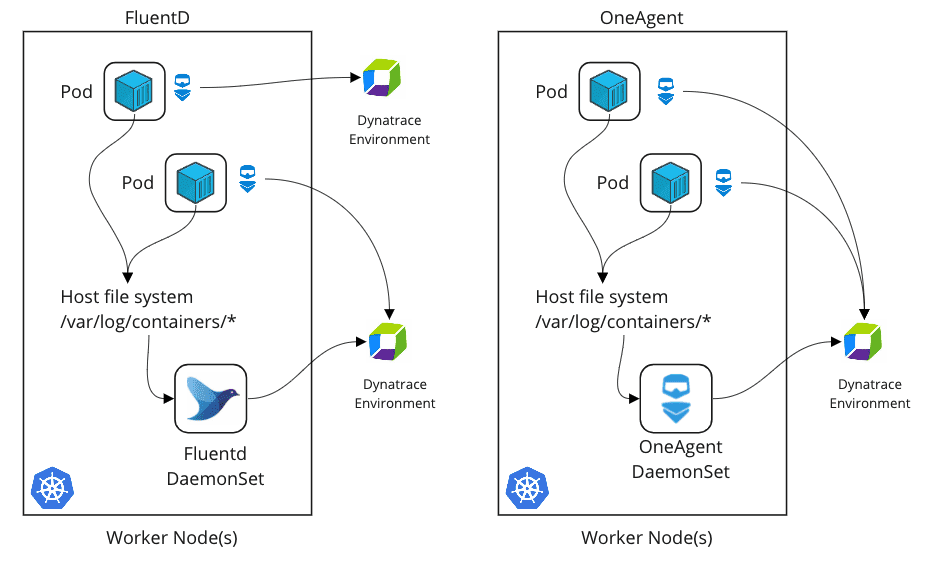 FluentD
Pod
Dynatrace
Environment
Pod
Host file system
/var/log/containers/*
Dynatrace
Environment
Fluentd
DaemonSet
Worker Node(s)
OneAgent
Pod
Pod
Host file system
/var/log/containers/*
Dynatrace
Environment
OneAgent
DaemonSet
Worker Node(s)